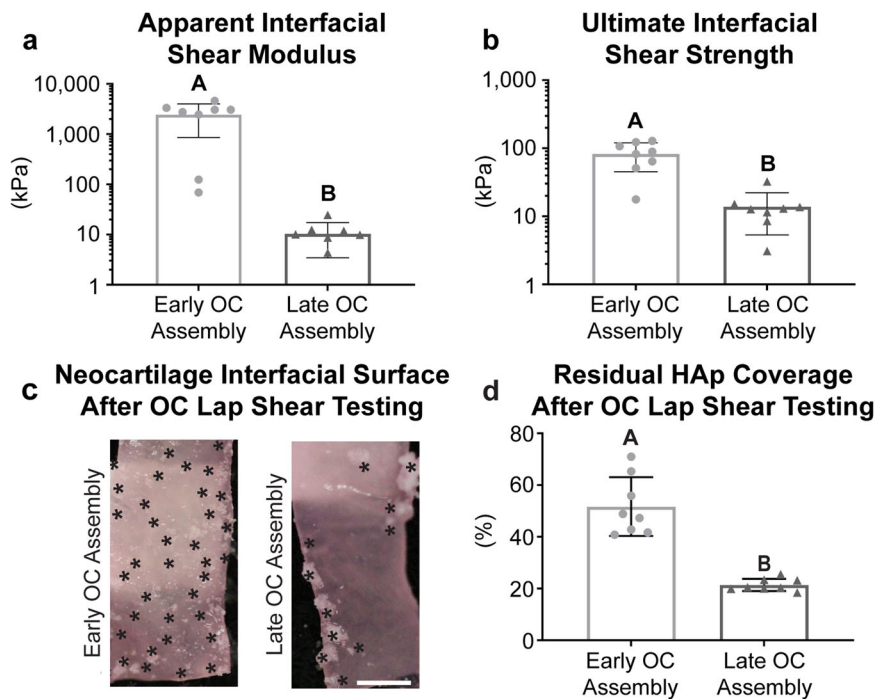 a
Apparent Interfacial
Shear Modulus
10,000
1,000
100
10
1
(kPa)
A
B
Early OC
Assembly
Late OC
Assembly
b
Ultimate Interfacial
Shear Strength
1,000
100
10
1
(kPa)
A
B
Early OC
Assembly
Late OC
Assembly
c
Neocartilage Interfacial Surface
After OC Lap Shear Testing
Early OC Assembly
Late OC Assembly
d
Residual HAp Coverage
After OC Lap Shear Testing
80
60
40
20
0
(%)
A
B
Early OC
Assembly
Late OC
Assembly